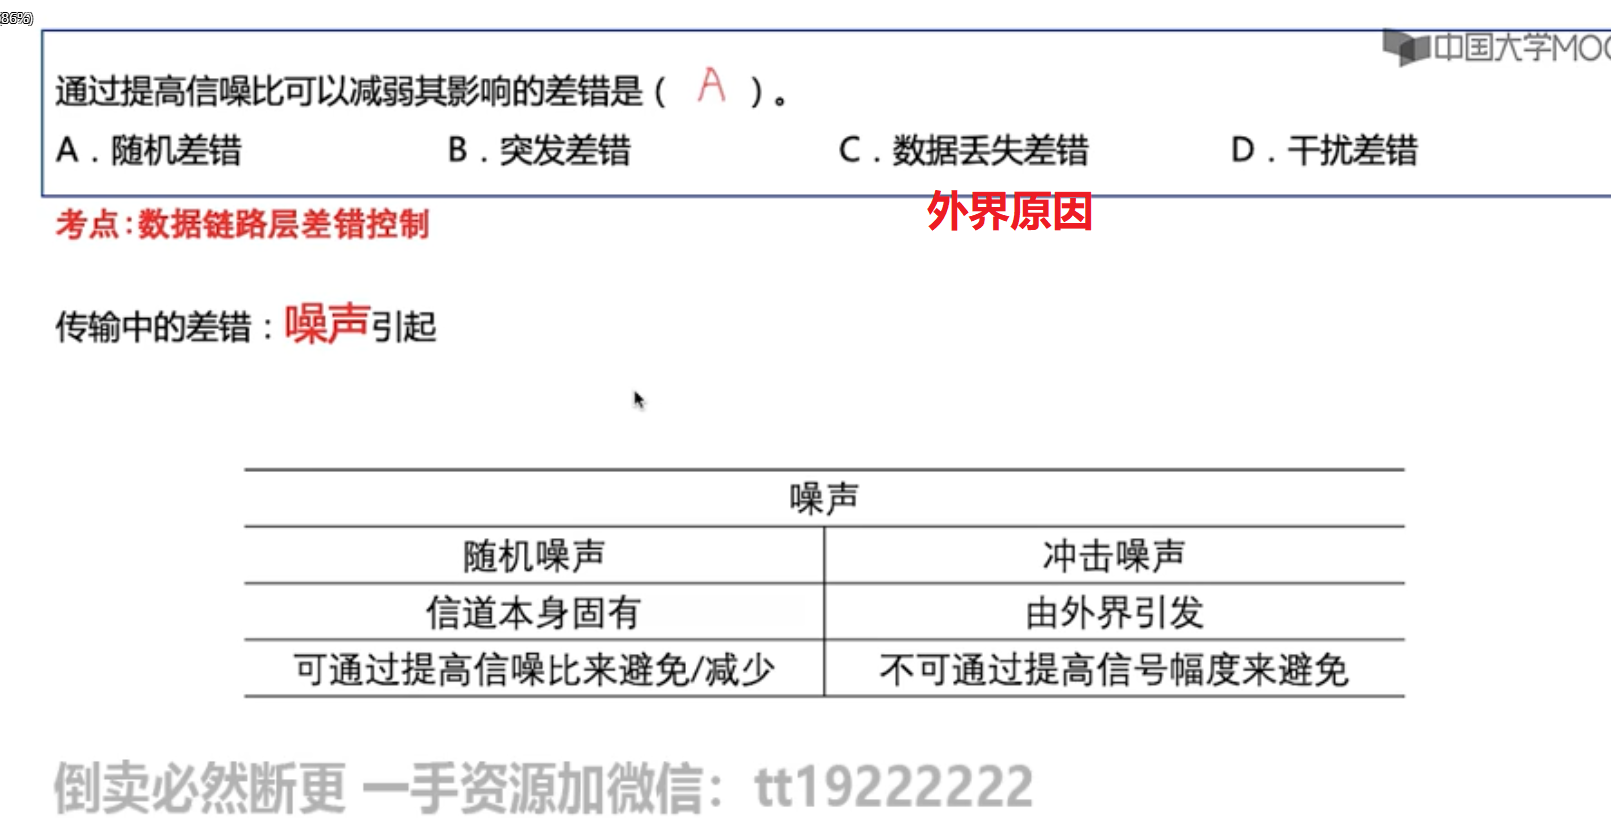 86%)
中国大学MOO
通过提高信噪比可以减弱其影响的差错是（ A ）。
A．随机差错 B．突发差错 C．数据丢失差错 D．干扰差错
外界原因
考点:数据链路层差错控制
传输中的差错：噪声引起
噪声
随机噪声 冲击噪声
信道本身固有 由外界引发
可通过提高信噪比来避免/减少 不可通过提高信号幅度来避免
倒卖必然断更 一手资源加微信：tt19222222